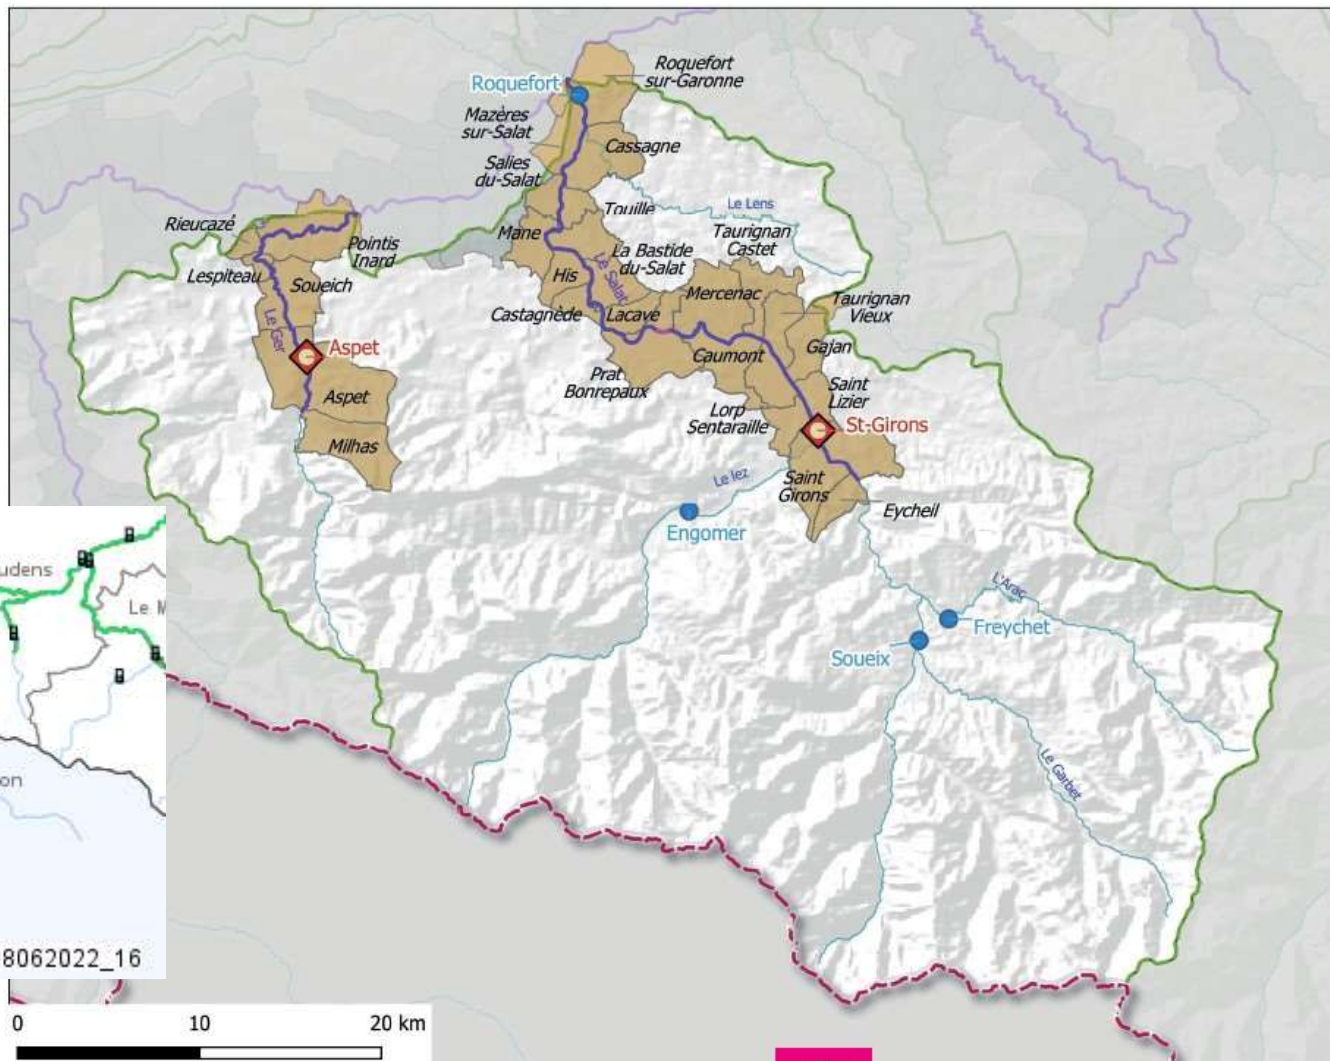 Roquefort
sur-Garonne
Roquefort
Mazères
sur-Salat
Cassagne
Salies
du-Salat
Touille
Le Lens
Rieucazé
Mane
Taurignan
Castet
Pointis
Inard
La Bastide
du-Salat
Lespiteau
Soueich
His
Le Salat
Mercenac
Castagnède
Lacave
Taurignan
Vieux
Le Ger
Aspet
Caumont
Gajan
Prat
Bonrepaux
Saint
Lizier
Aspet
Lorp
Sentaraille
St-Girons
Milhas
Le lez
Saint
Girons
Eycheil
Engomer
udens
Le M
L'Arac
Freychet
Soueix
on
Le Garbet
8062022_16
0 10 20 km